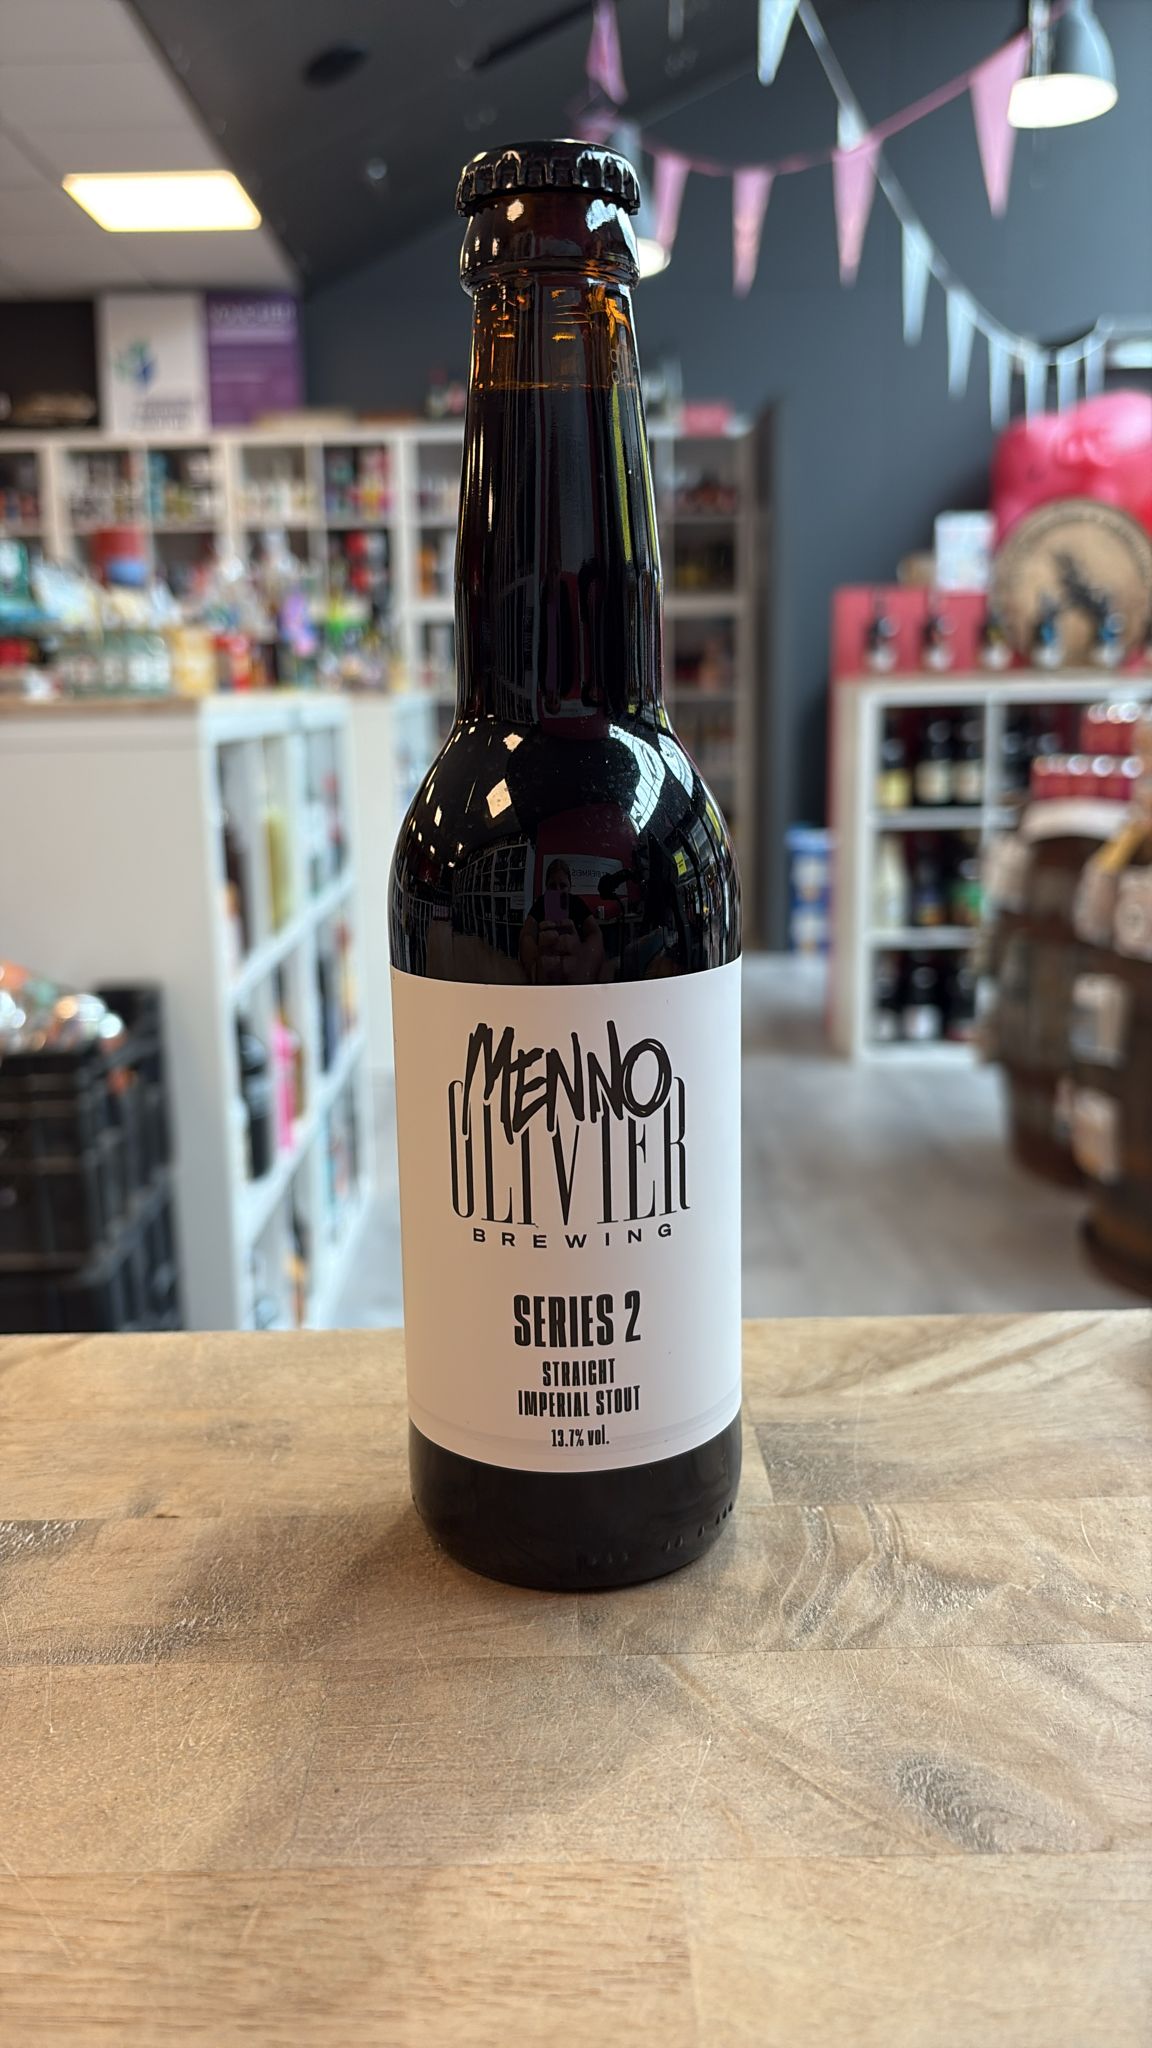 MENNO
OLIVIER
BREWING
SERIES 2
STRAIGHT
IMPERIAL STOUT
13.7% vol.